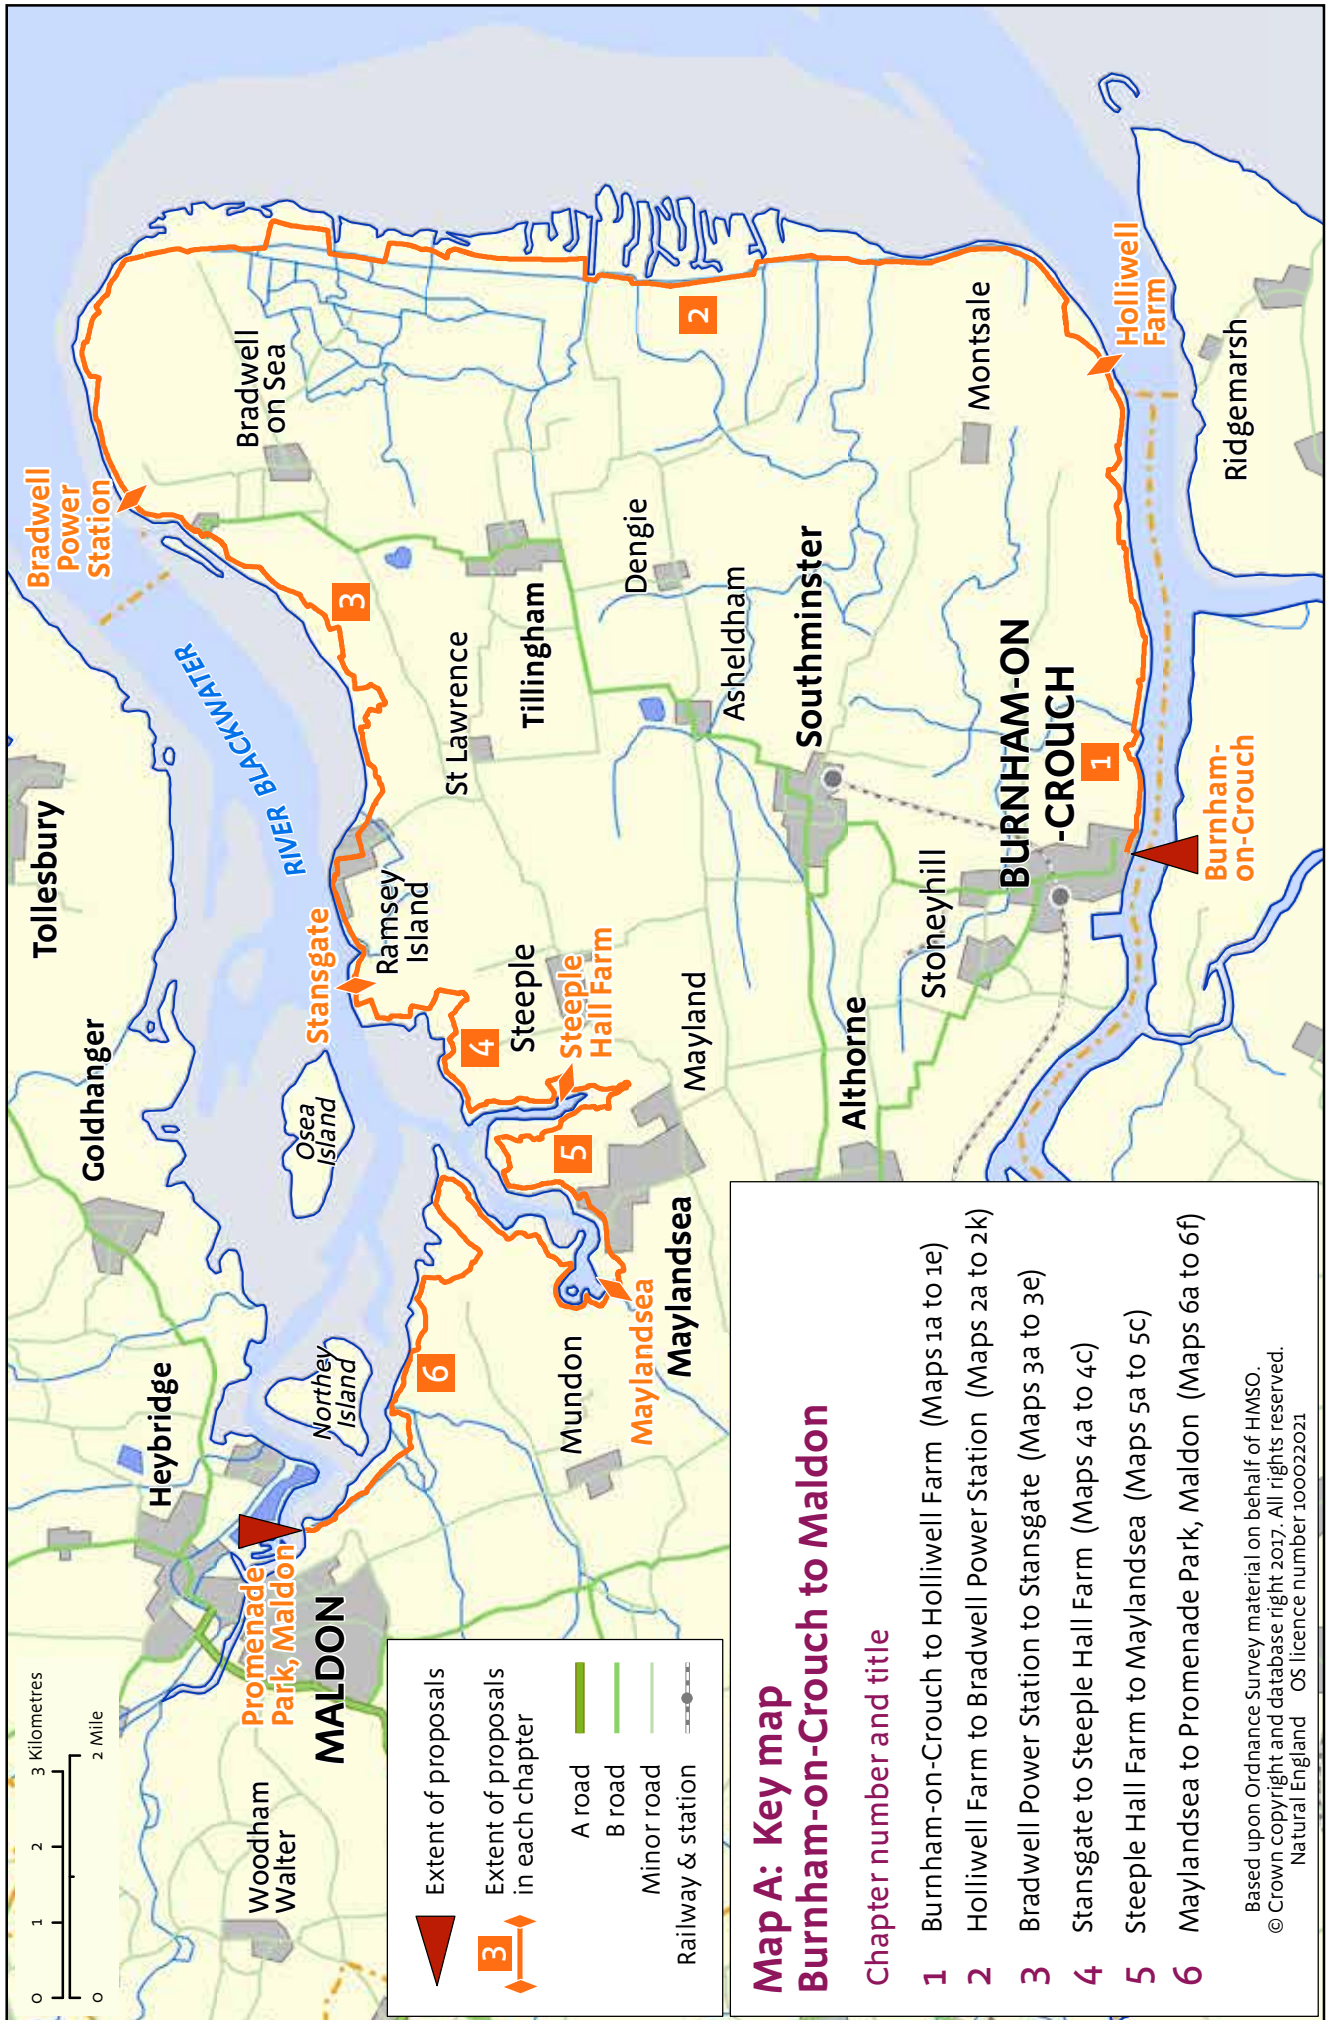 0 1 2 3 Kilometres
0 2 Mile
Woodham
Walter
MALDON
Promenade
Park, Maldon
Heybridge
Northey
Island
Goldhanger
Osea
Island
Tollesbury
RIVER BLACKWATER
Bradwell
Power
Station
Stansgate
Ramsey
Island
Steeple
Steeple
Hall Farm
St Lawrence
Tillingham
Bradwell
on Sea
Dengie
Asheldham
Southminster
Mayland
Maylandsea
Maylandsea
Mundon
Althorne
Stoneyhill
BURNHAM-ON
-CROUCH
Burnham-
on-Crouch
Montsale
Holliwell
Farm
Ridgemarsh
1
2
3
4
5
6
Extent of proposals
3
Extent of proposals
in each chapter
A road
B road
Minor road
Railway & station
Map A: Key map
Burnham-on-Crouch to Maldon
Chapter number and title
1 Burnham-on-Crouch to Holliwell Farm (Maps 1a to 1e)
2 Holliwell Farm to Bradwell Power Station (Maps 2a to 2k)
3 Bradwell Power Station to Stansgate (Maps 3a to 3e)
4 Stansgate to Steeple Hall Farm (Maps 4a to 4c)
5 Steeple Hall Farm to Maylandsea (Maps 5a to 5c)
6 Maylandsea to Promenade Park, Maldon (Maps 6a to 6f)
Based upon Ordnance Survey material on behalf of HMSO.
© Crown copyright and database right 2017. All rights reserved.
Natural England OS licence number 100022021